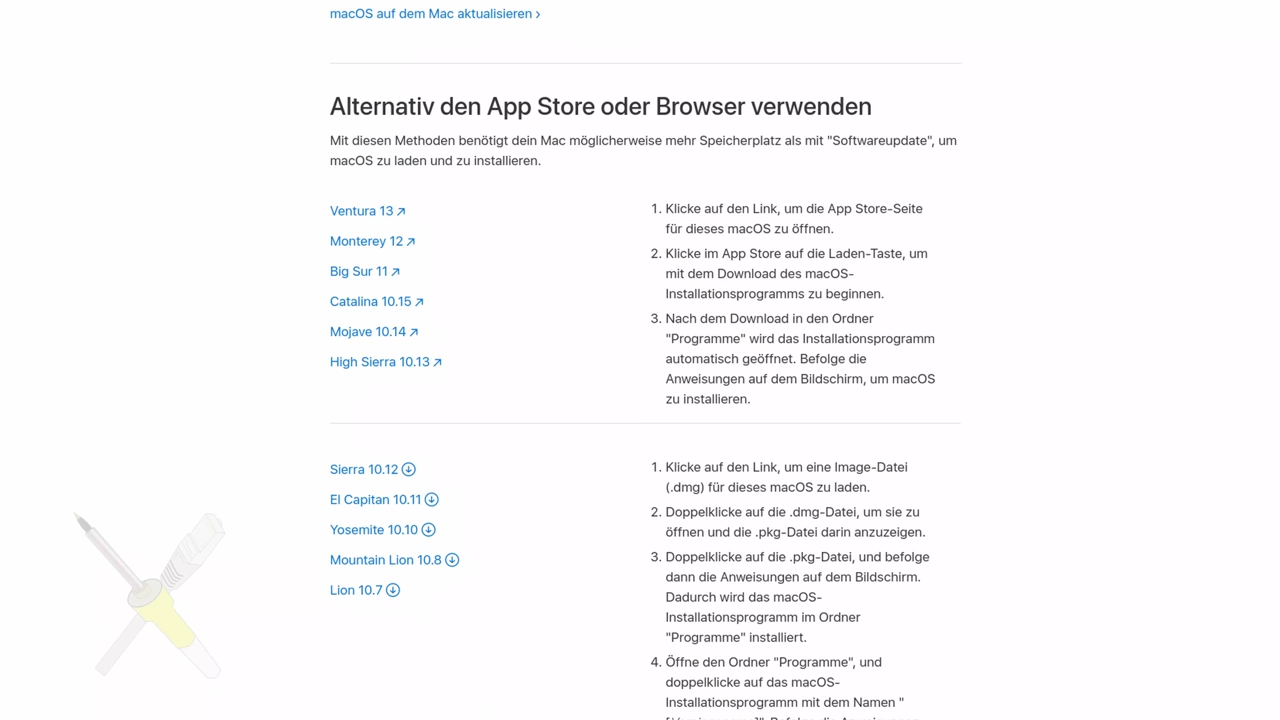 macOS auf dem Mac aktualisieren ›
Alternativ den App Store oder Browser verwenden
Mit diesen Methoden benötigt dein Mac möglicherweise mehr Speicherplatz als mit "Softwareupdate", um
macOS zu laden und zu installieren.
Ventura 13
Monterey 12
Big Sur 11
Catalina 10.15
Mojave 10.14
High Sierra 10.13
1. Klicke auf den Link, um die App Store-Seite
für dieses macOS zu öffnen.
2. Klicke im App Store auf die Laden-Taste, um
mit dem Download des macOS-
Installationsprogramms zu beginnen.
3. Nach dem Download in den Ordner
"Programme" wird das Installationsprogramm
automatisch geöffnet. Befolge die
Anweisungen auf dem Bildschirm, um macOS
zu installieren.
Sierra 10.12
El Capitan 10.11
Yosemite 10.10
Mountain Lion 10.8
Lion 10.7
1. Klicke auf den Link, um eine Image-Datei
(.dmg) für dieses macOS zu laden.
2. Doppelklicke auf die .dmg-Datei, um sie zu
öffnen und die .pkg-Datei darin anzuzeigen.
3. Doppelklicke auf die .pkg-Datei, und befolge
dann die Anweisungen auf dem Bildschirm.
Dadurch wird das macOS-
Installationsprogramm im Ordner
"Programme" installiert.
4. Öffne den Ordner "Programme", und
doppelklicke auf das macOS-
Installationsprogramm mit dem Namen "